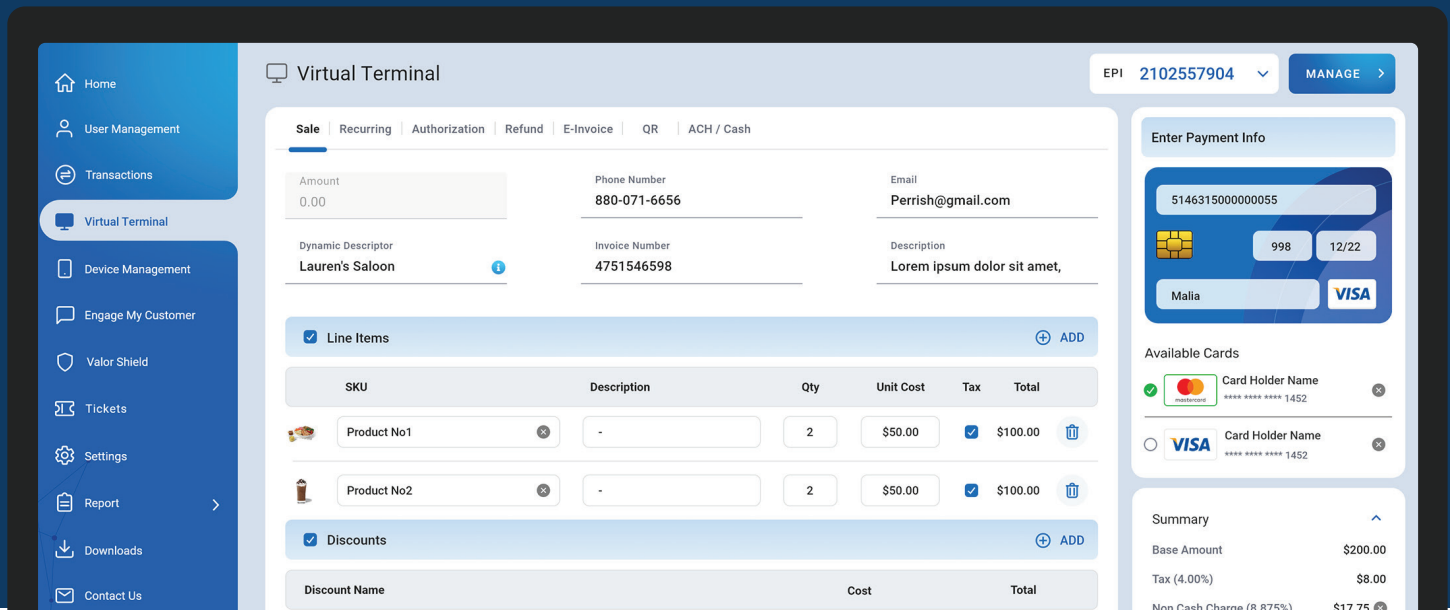 Home
User Management
Transactions
Virtual Terminal
Device Management
Engage My Customer
Valor Shield
Tickets
Settings
Report
Downloads
Contact Us
Virtual Terminal
EPI 2102557904
MANAGE
Sale Recurring Authorization Refund E-Invoice QR ACH / Cash
Amount Phone Number Email
0.00 880-071-6656 Perrish@gmail.com
Dynamic Descriptor Invoice Number Description
Lauren's Saloon 4751546598 Lorem ipsum dolor sit amet,
Line Items ADD
SKU Description Qty Unit Cost Tax Total
Product No1 - 2 $50.00 $100.00
Product No2 - 2 $50.00 $100.00
Discounts ADD
Discount Name Cost Total
Enter Payment Info
5146315000000055
998 12/22
Malia VISA
Available Cards
mastercard Card Holder Name
**** **** **** 1452
VISA Card Holder Name
**** **** **** 1452
Summary
Base Amount $200.00
Tax (4.00%) $8.00
Non Cash Charge (8.875%) $17.75